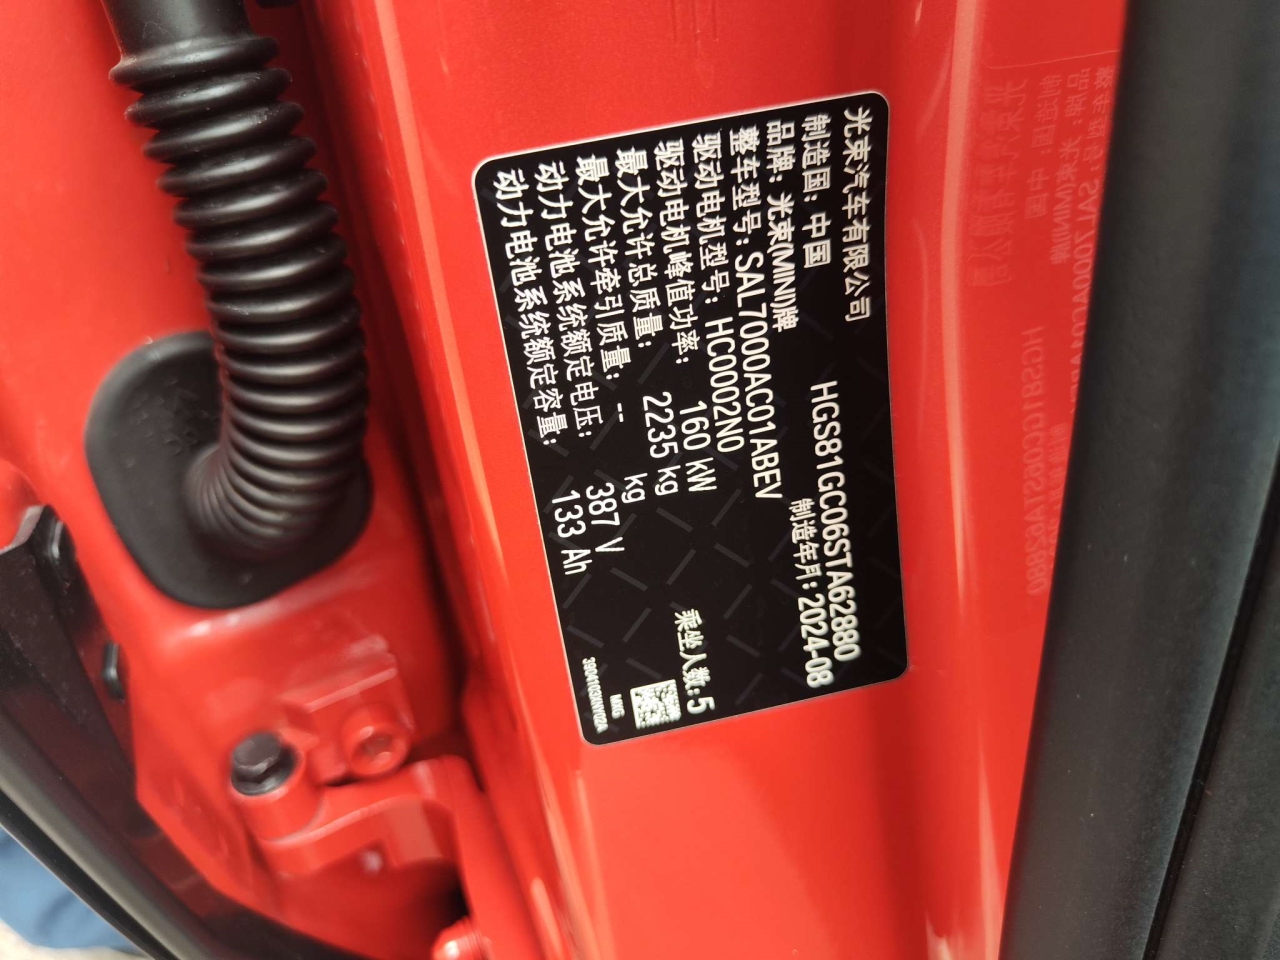 光束汽车有限公司
HGS81GC06STA62880
制造国：中国
制造年月：2024-08
品牌：光束(MINI)牌
整车型号：SAL7000AC01ABEV
驱动电机型号：HC0002N0
驱动电机峰值功率：160 kW
乘坐人数：5
最大允许总质量：2235 kg
最大允许牵引质量：-- kg
动力电池系统额定电压：387 V
动力电池系统额定容量：133 Ah